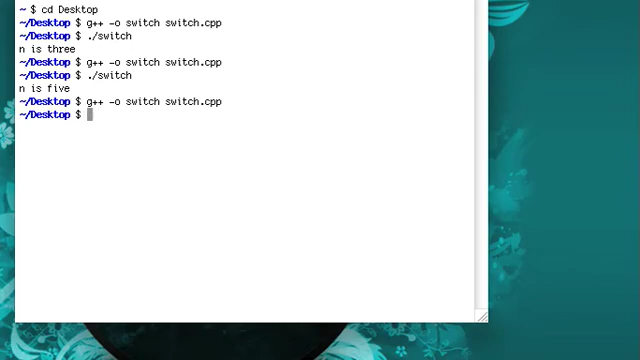 ~ $ cd Desktop
~/Desktop $ g++ -o switch switch.cpp
~/Desktop $ ./switch
n is three
~/Desktop $ g++ -o switch switch.cpp
~/Desktop $ ./switch
n is five
~/Desktop $ g++ -o switch switch.cpp
~/Desktop $